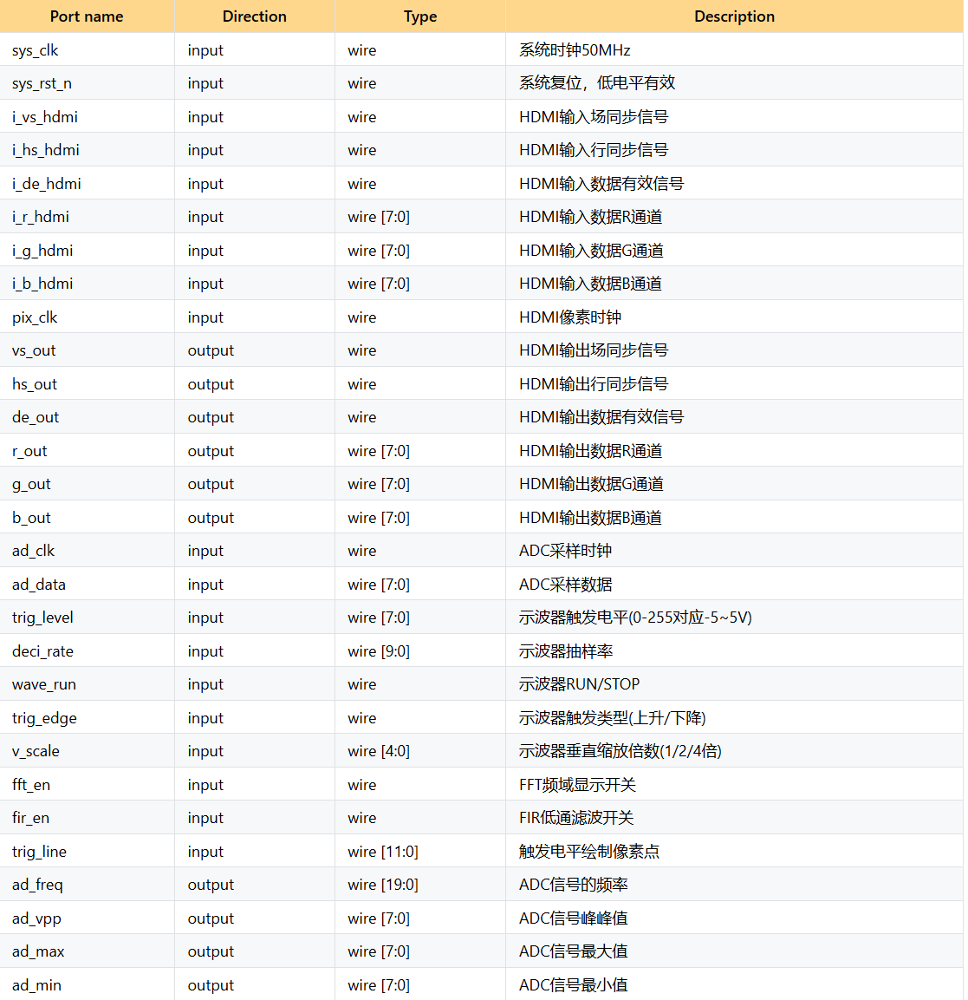 Port name Direction Type Description
sys_clk input wire 系统时钟50MHz
sys_rst_n input wire 系统复位，低电平有效
i_vs_hdmi input wire HDMI输入场同步信号
i_hs_hdmi input wire HDMI输入行同步信号
i_de_hdmi input wire HDMI输入数据有效信号
i_r_hdmi input wire [7:0] HDMI输入数据R通道
i_g_hdmi input wire [7:0] HDMI输入数据G通道
i_b_hdmi input wire [7:0] HDMI输入数据B通道
pix_clk input wire HDMI像素时钟
vs_out output wire HDMI输出场同步信号
hs_out output wire HDMI输出行同步信号
de_out output wire HDMI输出数据有效信号
r_out output wire [7:0] HDMI输出数据R通道
g_out output wire [7:0] HDMI输出数据G通道
b_out output wire [7:0] HDMI输出数据B通道
ad_clk input wire ADC采样时钟
ad_data input wire [7:0] ADC采样数据
trig_level input wire [7:0] 示波器触发电平(0-255对应-5~5V)
deci_rate input wire [9:0] 示波器抽样率
wave_run input wire 示波器RUN/STOP
trig_edge input wire 示波器触发类型(上升/下降)
v_scale input wire [4:0] 示波器垂直缩放倍数(1/2/4倍)
fft_en input wire FFT频域显示开关
fir_en input wire FIR低通滤波开关
trig_line input wire [11:0] 触发电平绘制像素点
ad_freq output wire [19:0] ADC信号的频率
ad_vpp output wire [7:0] ADC信号峰峰值
ad_max output wire [7:0] ADC信号最大值
ad_min output wire [7:0] ADC信号最小值